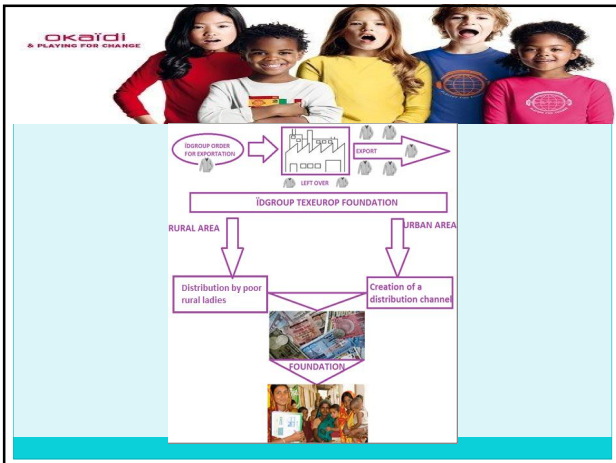 OKAÏDI
& PLAYING FOR CHANGE
ÏDGROUP ORDER
FOR EXPORTATION
EXPORT
LEFT OVER
ÏDGROUP TEXEUROP FOUNDATION
RURAL AREA
URBAN AREA
Distribution by poor
rural ladies
Creation of a
distribution channel
FOUNDATION